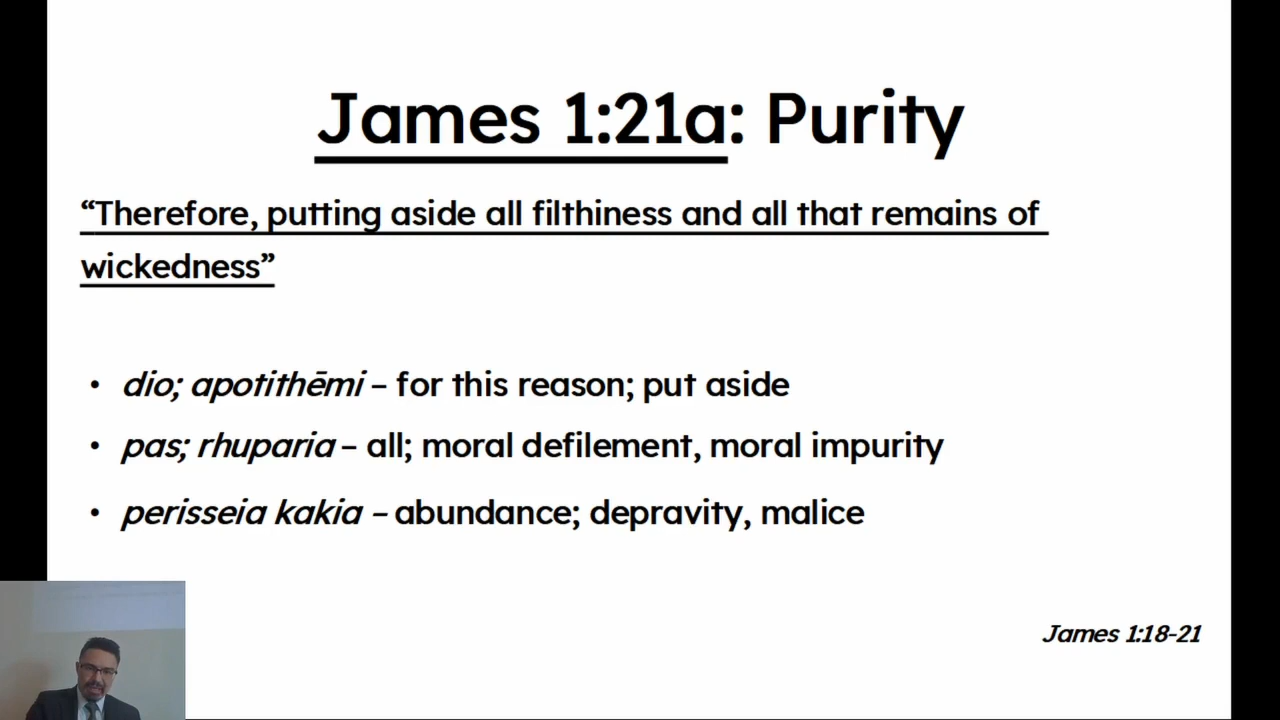 James 1:21a: Purity
“Therefore, putting aside all filthiness and all that remains of
wickedness”
• dio; apotithēmi – for this reason; put aside
• pas; rhuparia – all; moral defilement, moral impurity
• perisseia kakia – abundance; depravity, malice
James 1:18-21